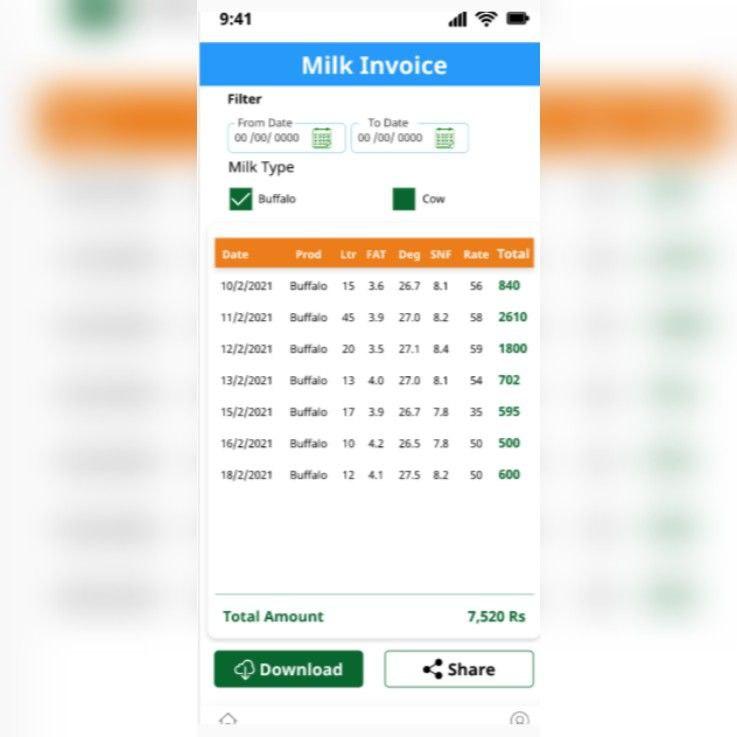 9:41
Milk Invoice
Filter
From Date To Date
00 /00/ 0000 00 /00/ 0000
Milk Type
Buffalo Cow
Date Prod Ltr FAT Deg SNF Rate Total
10/2/2021 Buffalo 15 3.6 26.7 8.1 56 840
11/2/2021 Buffalo 45 3.9 27.0 8.2 58 2610
12/2/2021 Buffalo 20 3.5 27.1 8.4 59 1800
13/2/2021 Buffalo 13 4.0 27.0 8.1 54 702
15/2/2021 Buffalo 17 3.9 26.7 7.8 35 595
16/2/2021 Buffalo 10 4.2 26.5 7.8 50 500
18/2/2021 Buffalo 12 4.1 27.5 8.2 50 600
Total Amount 7,520 Rs
Download Share